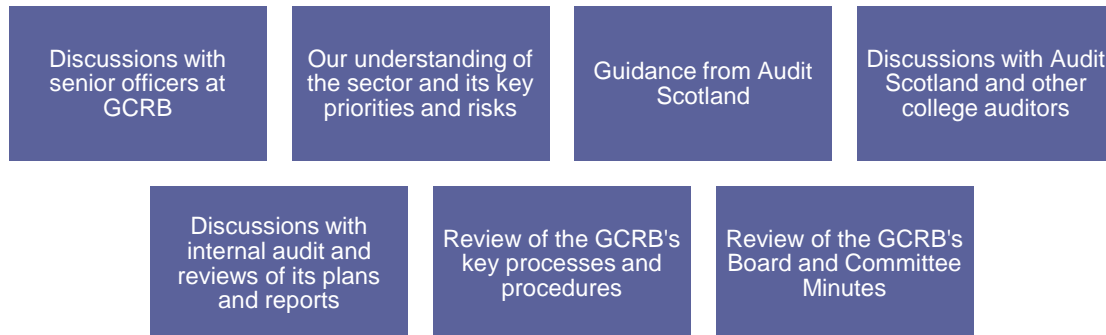 Discussions with
senior officers at
GCRB
Our understanding of
the sector and its key
priorities and risks
Guidance from Audit
Scotland
Discussions with Audit
Scotland and other
college auditors
Discussions with
internal audit and
reviews of its plans
and reports
Review of the GCRB's
key processes and
procedures
Review of the GCRB's
Board and Committee
Minutes